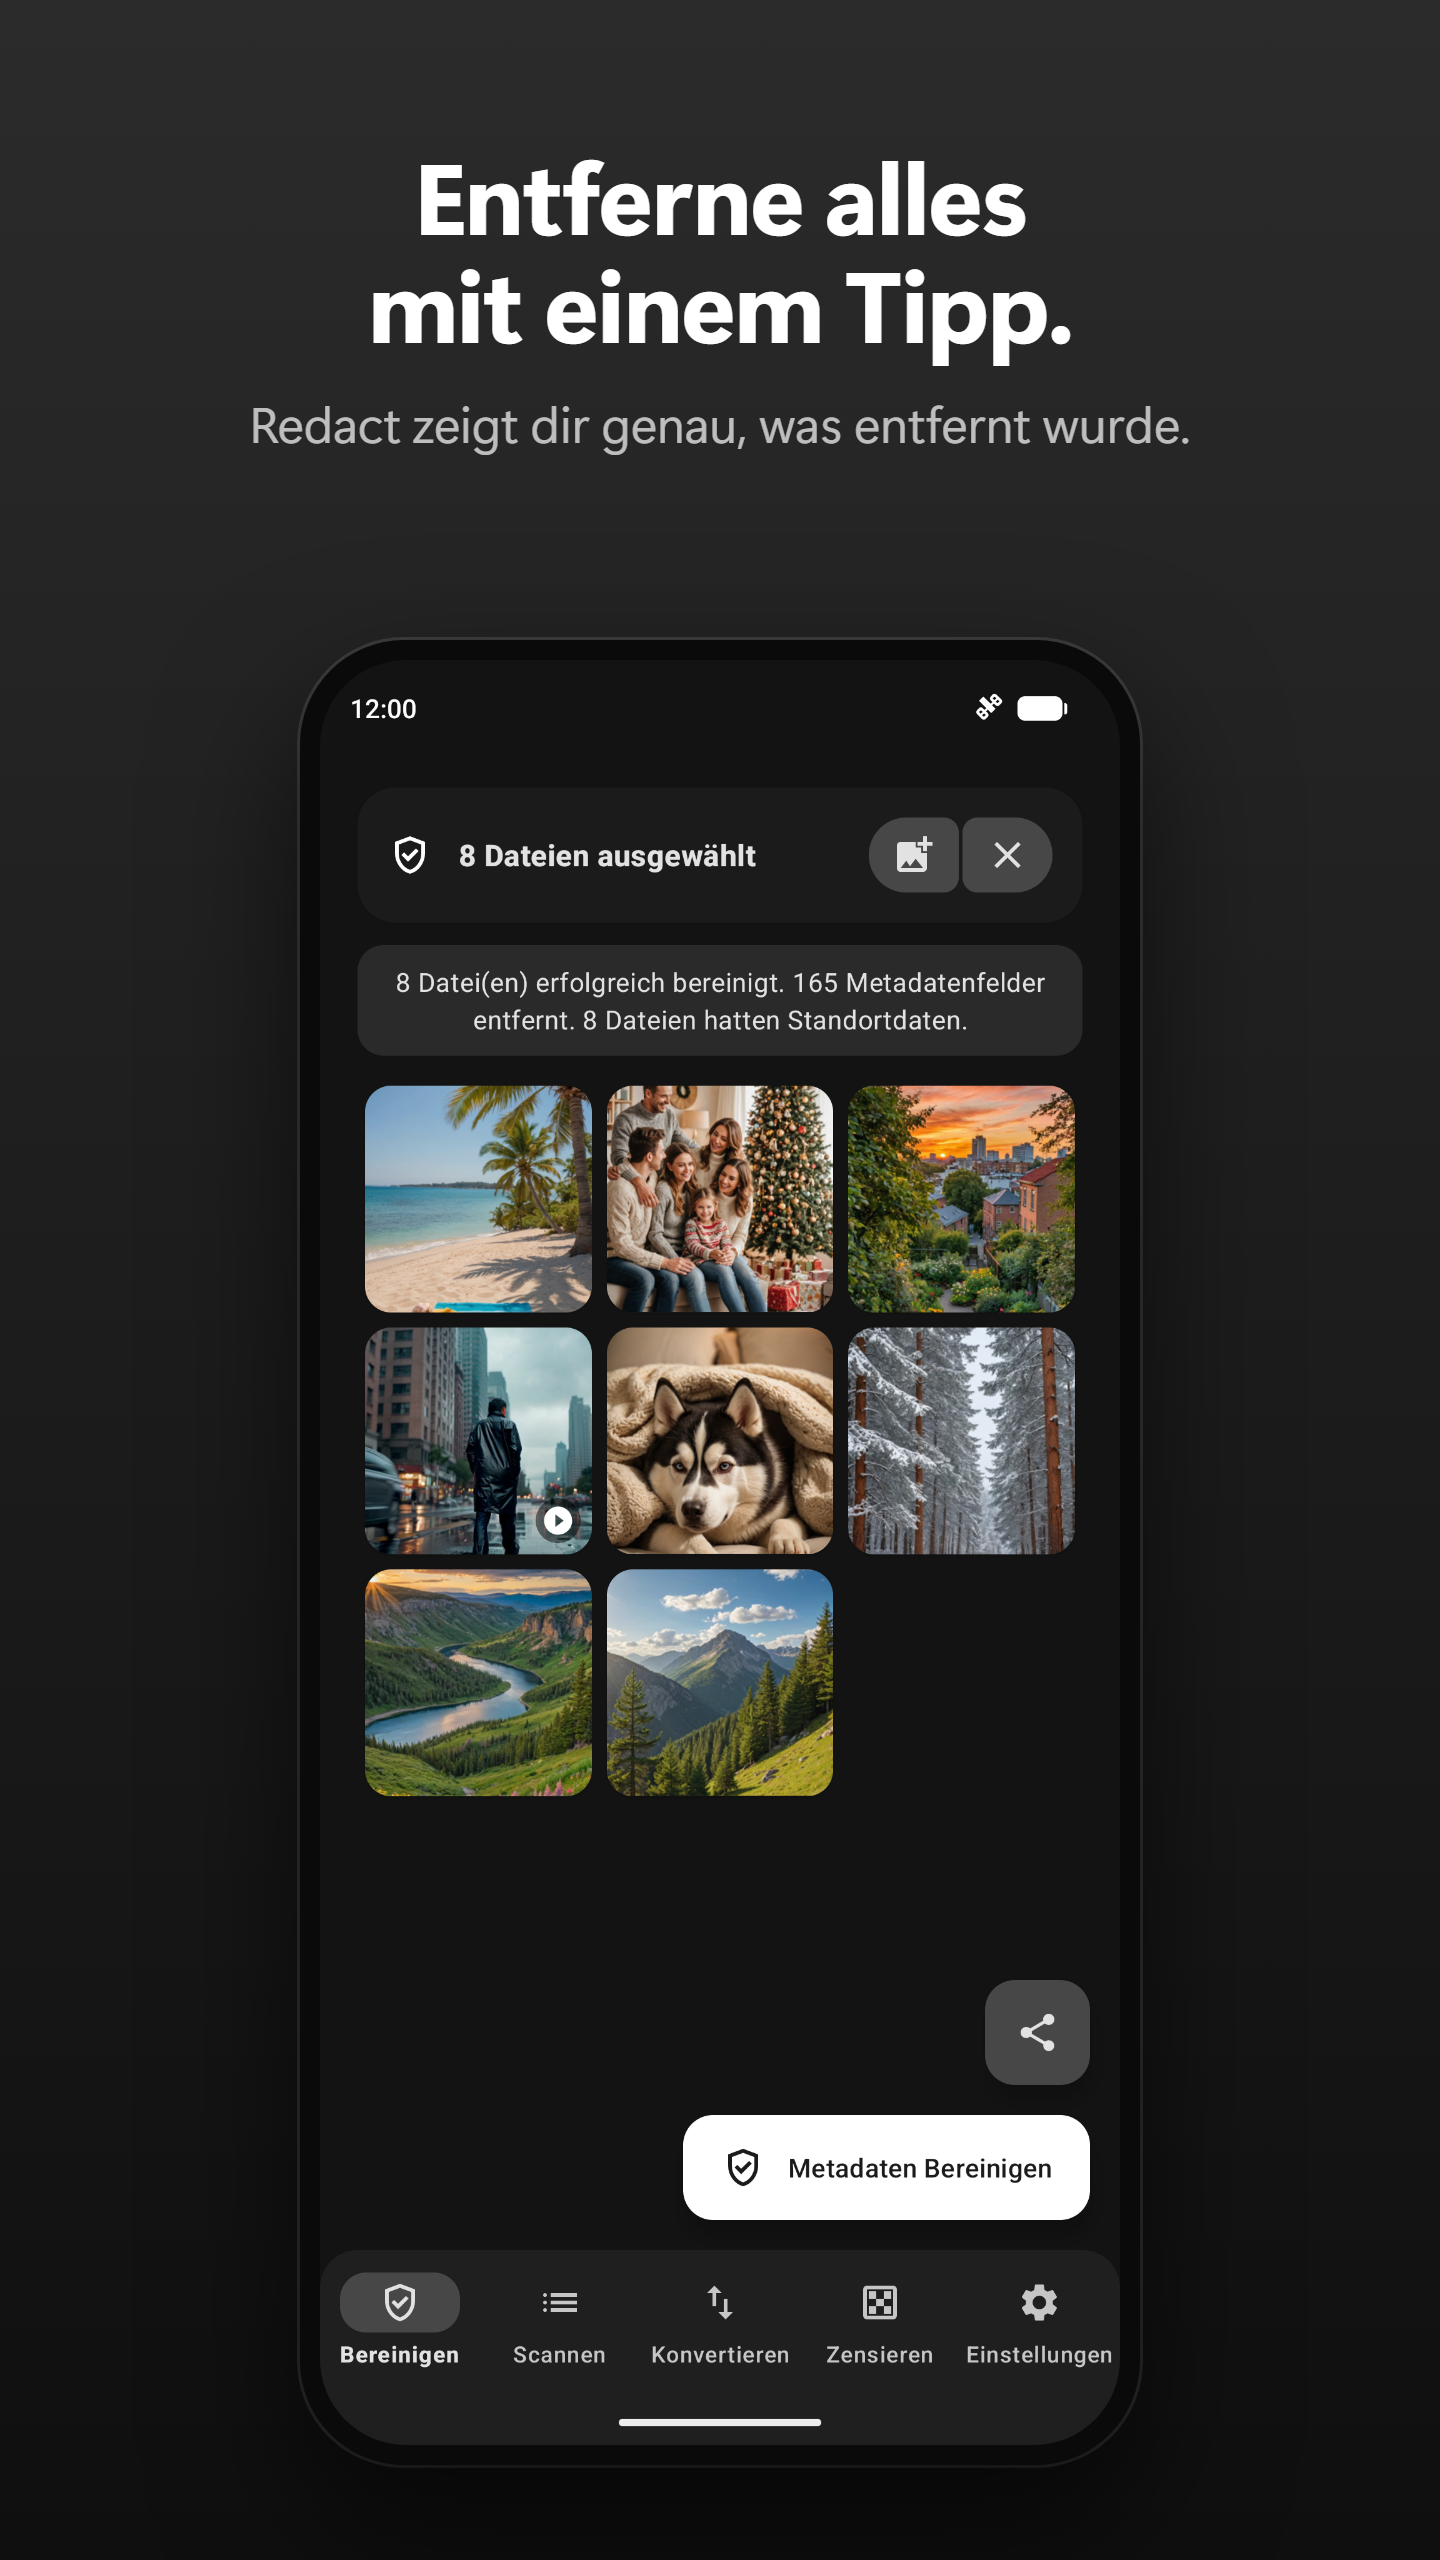 Entferne alles
mit einem Tipp.
Redact zeigt dir genau, was entfernt wurde.
12:00
8 Dateien ausgewählt
8 Datei(en) erfolgreich bereinigt. 165 Metadatenfelder
entfernt. 8 Dateien hatten Standortdaten.
Metadaten Bereinigen
Bereinigen
Scannen
Konvertieren
Zensieren
Einstellungen